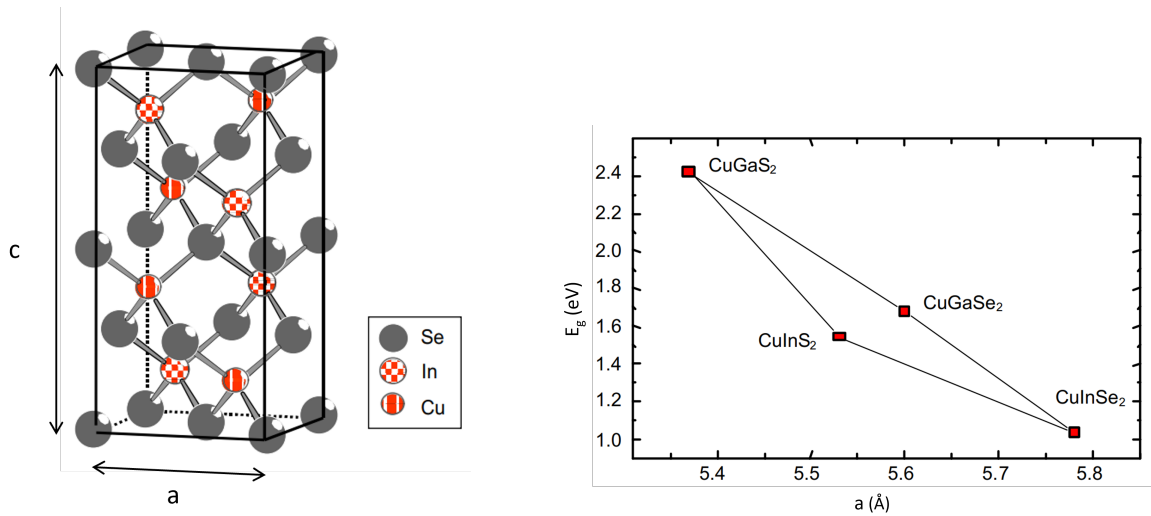 c
a
Se
In
Cu
E₉ (eV)
2.4
2.2
2.0
1.8
1.6
1.4
1.2
1.0
CuGaS₂
CuGaSe₂
CuInS₂
CuInSe₂
5.4
5.5
5.6
5.7
5.8
a (Å)